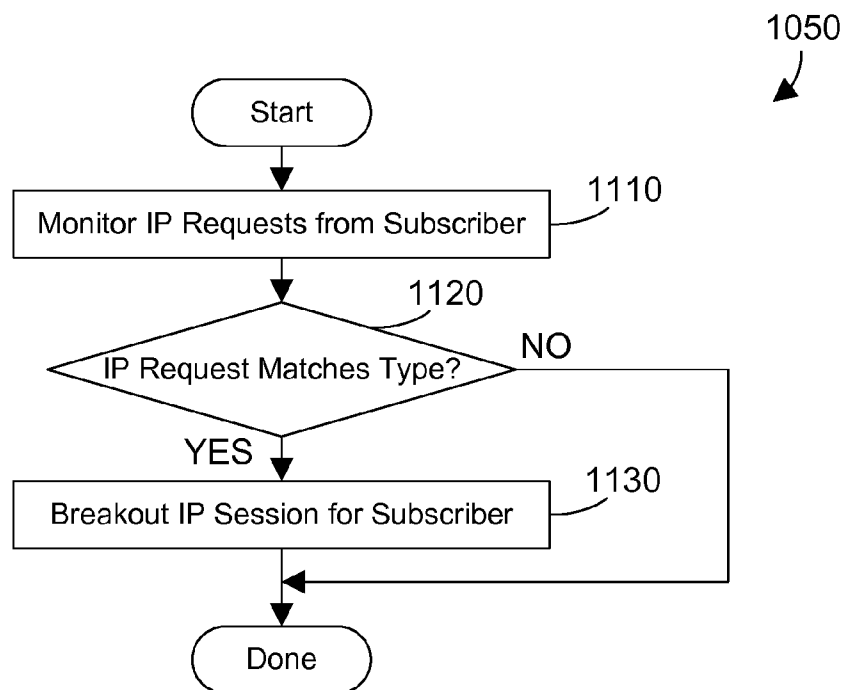 1050
Start
1110
Monitor IP Requests from Subscriber
1120
IP Request Matches Type?
NO
YES
1130
Breakout IP Session for Subscriber
Done